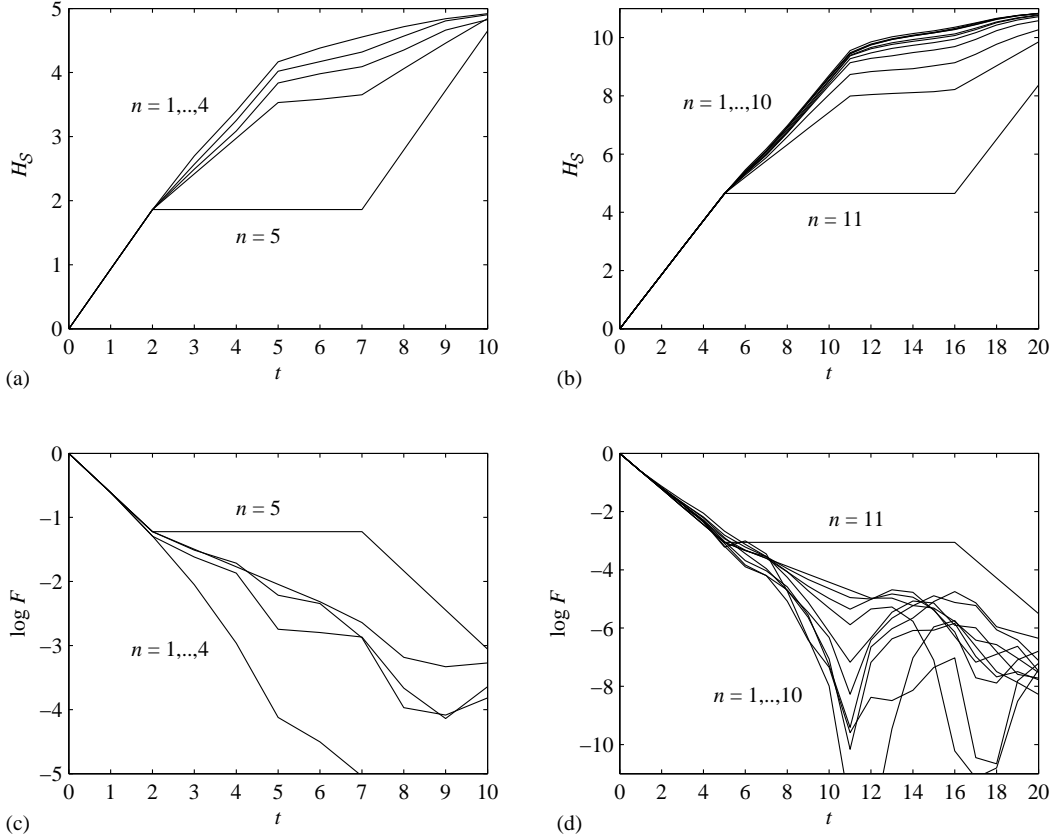 5
4
3
2
1
0
H_S
n = 1,..,4
n = 5
0 1 2 3 4 5 6 7 8 9 10
t
(a)
10
8
6
4
2
0
H_S
n = 1,..,10
n = 11
0 2 4 6 8 10 12 14 16 18 20
t
(b)
0
−1
−2
−3
−4
−5
log F
n = 5
n = 1,..,4
0 1 2 3 4 5 6 7 8 9 10
t
(c)
0
−2
−4
−6
−8
−10
log F
n = 11
n = 1,..,10
0 2 4 6 8 10 12 14 16 18 20
t
(d)